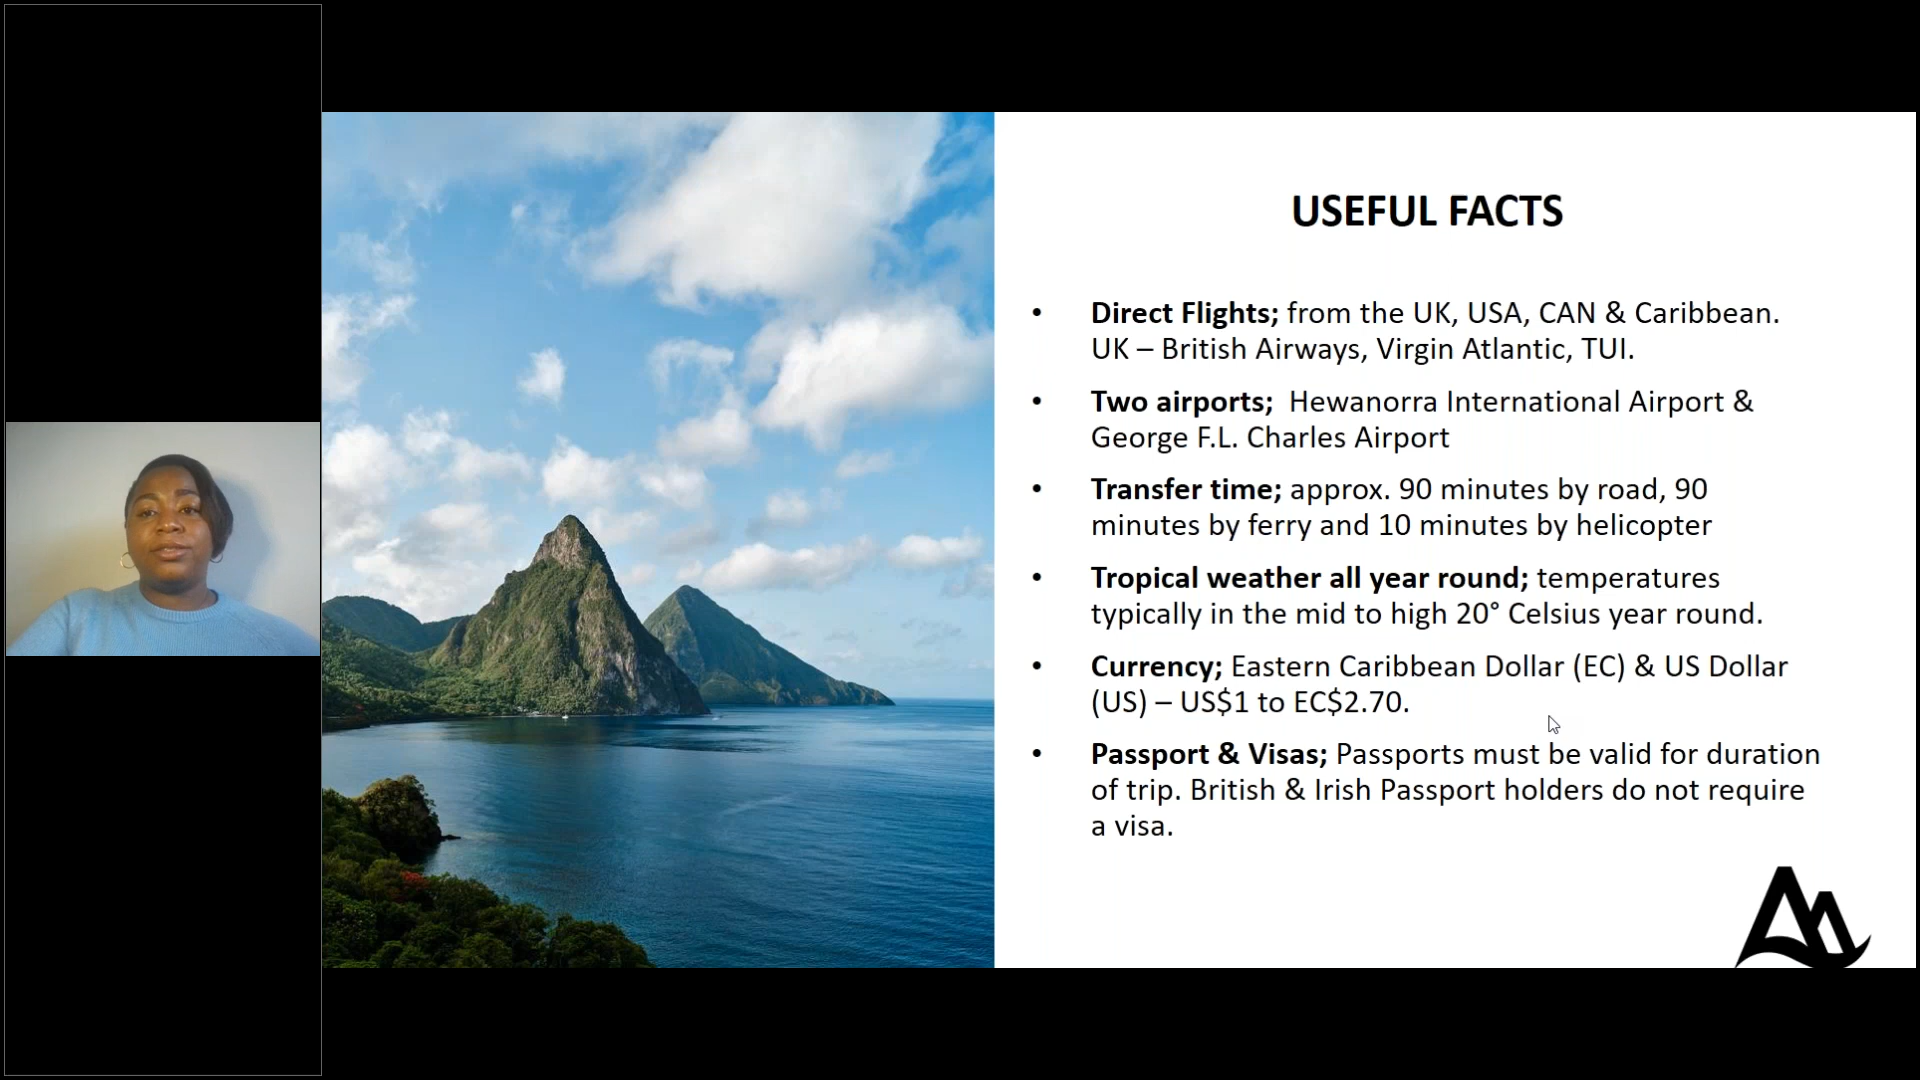 USEFUL FACTS
• Direct Flights; from the UK, USA, CAN & Caribbean.
UK – British Airways, Virgin Atlantic, TUI.
• Two airports; Hewanorra International Airport &
George F.L. Charles Airport
• Transfer time; approx. 90 minutes by road, 90
minutes by ferry and 10 minutes by helicopter
• Tropical weather all year round; temperatures
typically in the mid to high 20° Celsius year round.
• Currency; Eastern Caribbean Dollar (EC) & US Dollar
(US) – US$1 to EC$2.70.
• Passport & Visas; Passports must be valid for duration
of trip. British & Irish Passport holders do not require
a visa.